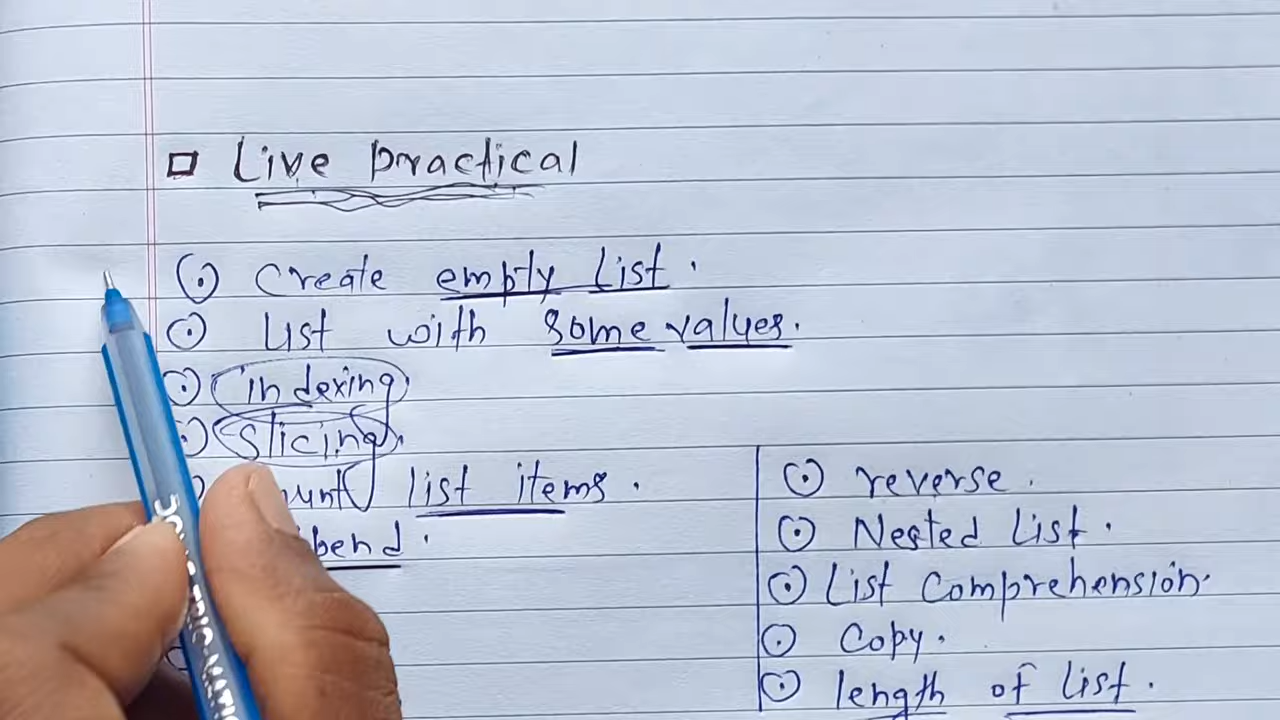 Live Practical
Create empty List.
List with some values.
indexing
slicing.
list items.
reverse.
Nested List.
List Comprehension.
Copy.
length of list.